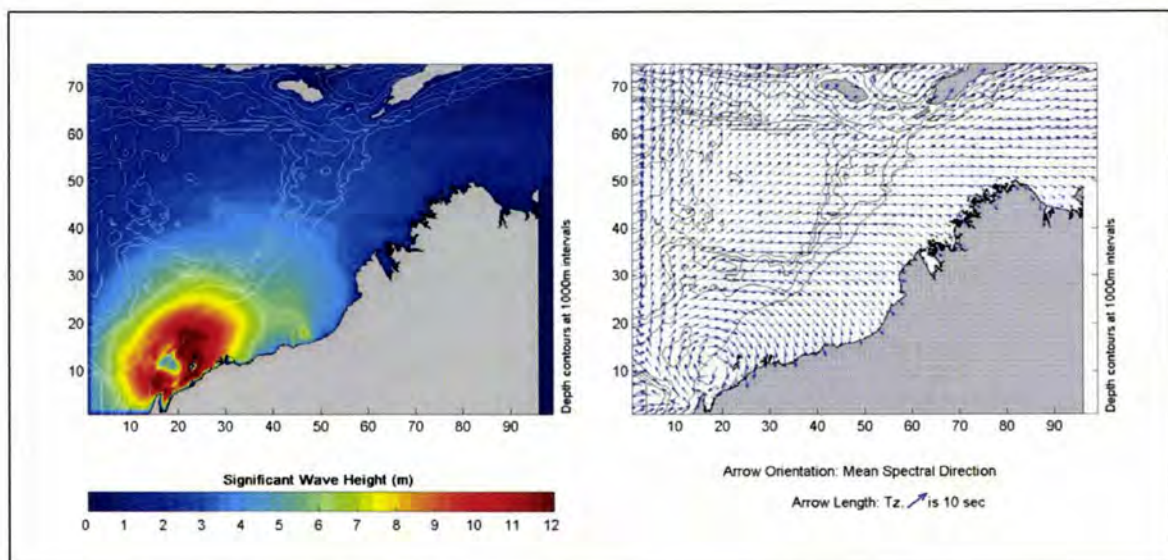 70
60
50
40
30
20
10
10 20 30 40 50 60 70 80 90
Depth contours at 1000m intervals
Significant Wave Height (m)
0 1 2 3 4 5 6 7 8 9 10 11 12
70
60
50
40
30
20
10
10 20 30 40 50 60 70 80 90
Depth contours at 1000m intervals
Arrow Orientation: Mean Spectral Direction
Arrow Length: Tz. is 10 sec